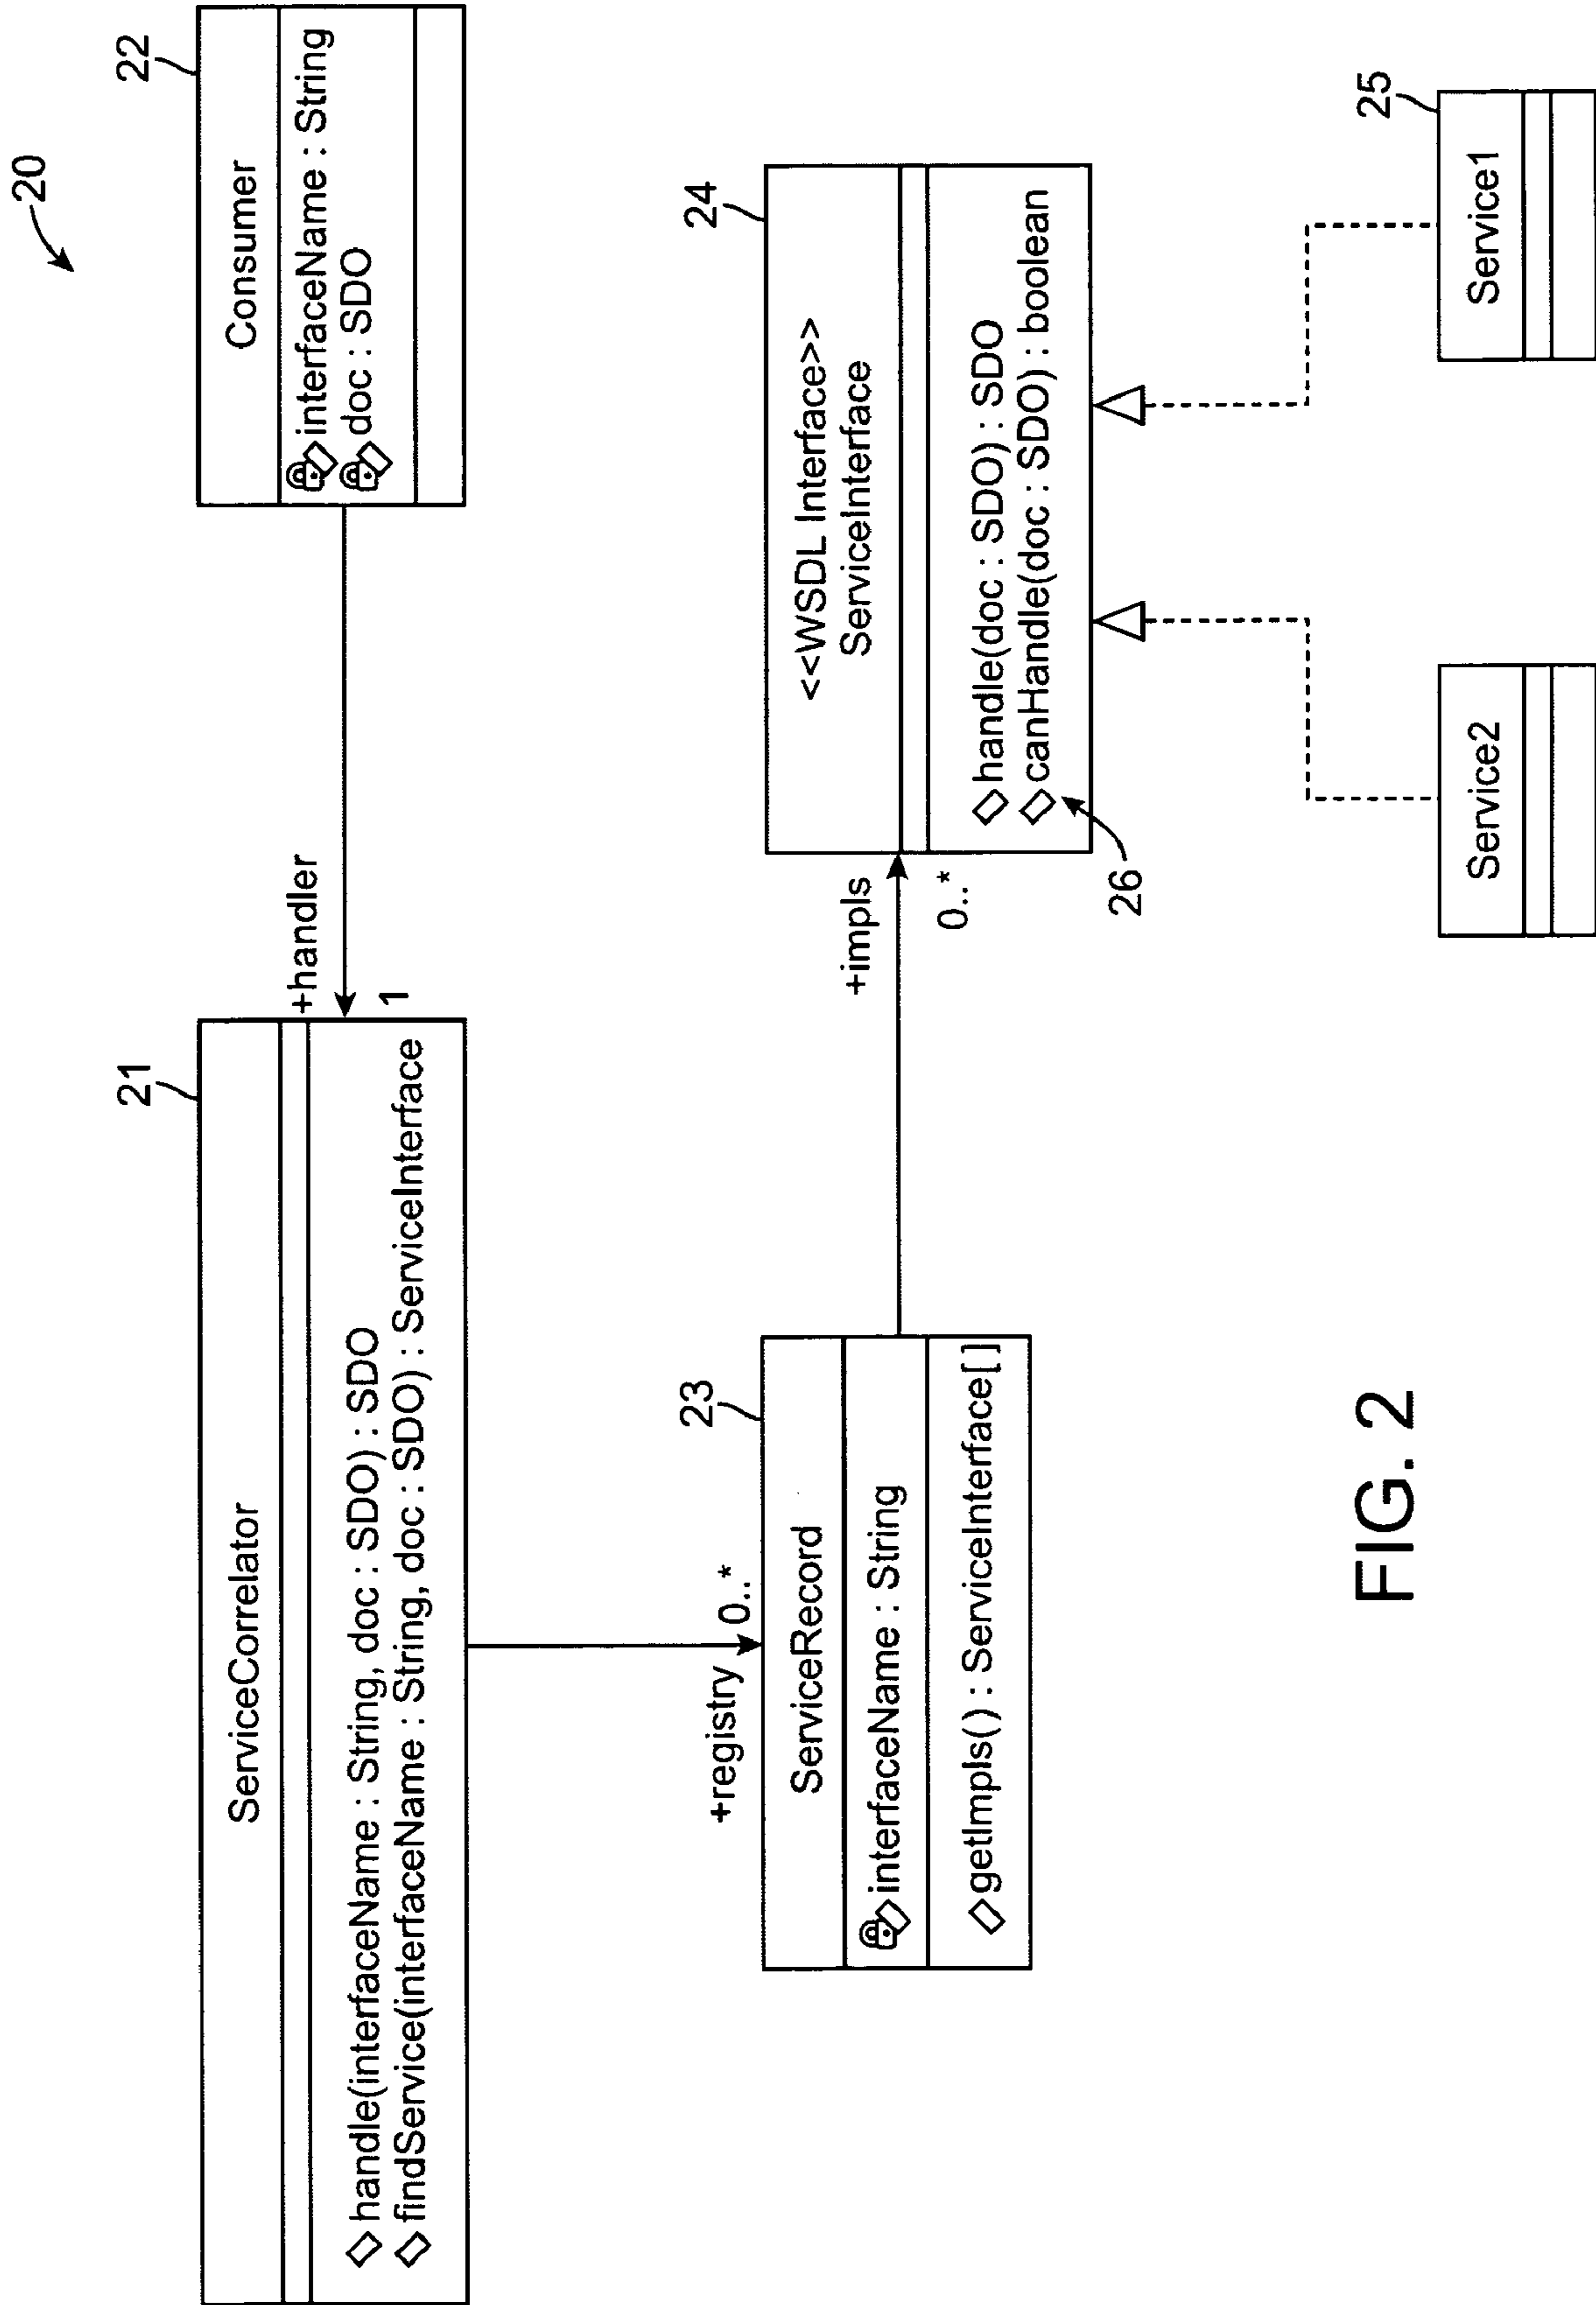 20
21
ServiceCorrelator
handle(interfaceName : String, doc : SDO) : SDO
findService(interfaceName : String, doc : SDO) : ServiceInterface
+handler
1
22
Consumer
interfaceName : String
doc : SDO
+registry
0..*
23
ServiceRecord
interfaceName : String
getImpls() : ServiceInterface[ ]
+impls
0..*
24
<<WSDL Interface>>
ServiceInterface
handle(doc : SDO) : SDO
canHandle(doc : SDO) : boolean
26
Service2
25
Service1
FIG. 2